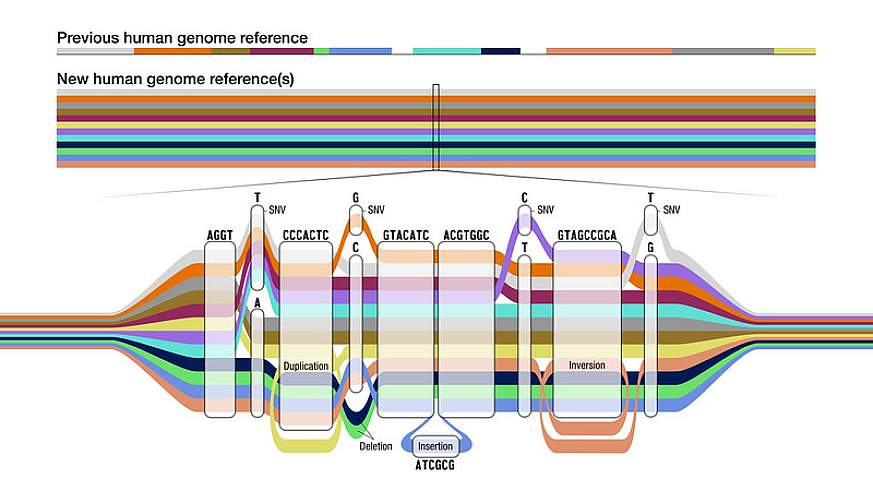 Previous human genome reference
New human genome reference(s)
T
SNV
G
SNV
C
SNV
T
SNV
AGGT
CCCACTC
C
GTACATC
ACGTGGC
T
GTAGCCGCA
G
A
Duplication
Inversion
Deletion
Insertion
ATCGCG